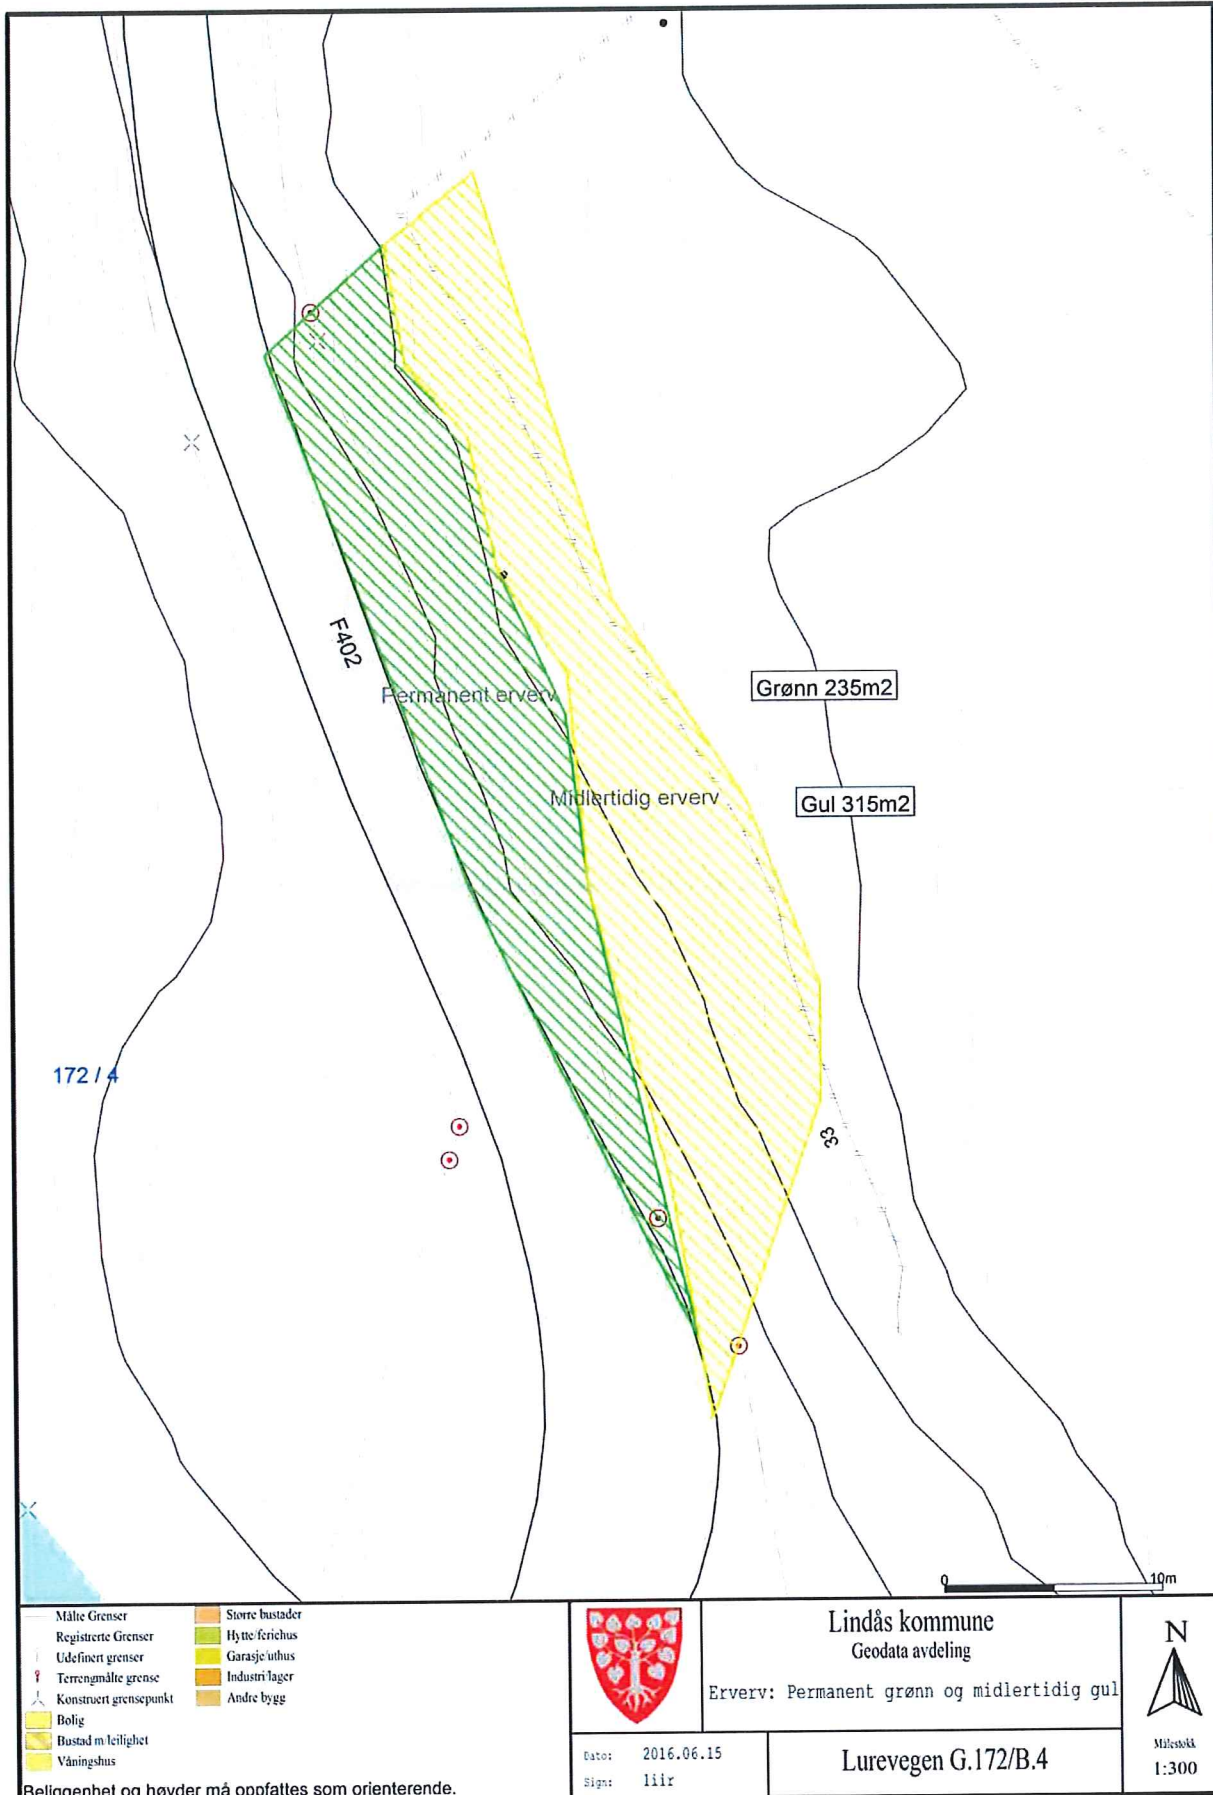 F402
Permanent erverv
Grønn 235m2
Midlertidig erverv
Gul 315m2
172 / 4
33
0 10m
Målte Grenser
Registrerte Grenser
Udefinert grenser
Terrengmålte grense
Konstruert grensepunkt
Bolig
Bustad m/leilighet
Våningshus
Større bustader
Hytte/feriehus
Garasje/uthus
Industri/lager
Andre bygg
Beliggenhet og høyder må oppfattes som orienterende.
Lindås kommune
Geodata avdeling
Erverv: Permanent grønn og midlertidig gul
Dato: 2016.06.15
Sign: liir
Lurevegen G.172/B.4
N
Målestokk
1:300